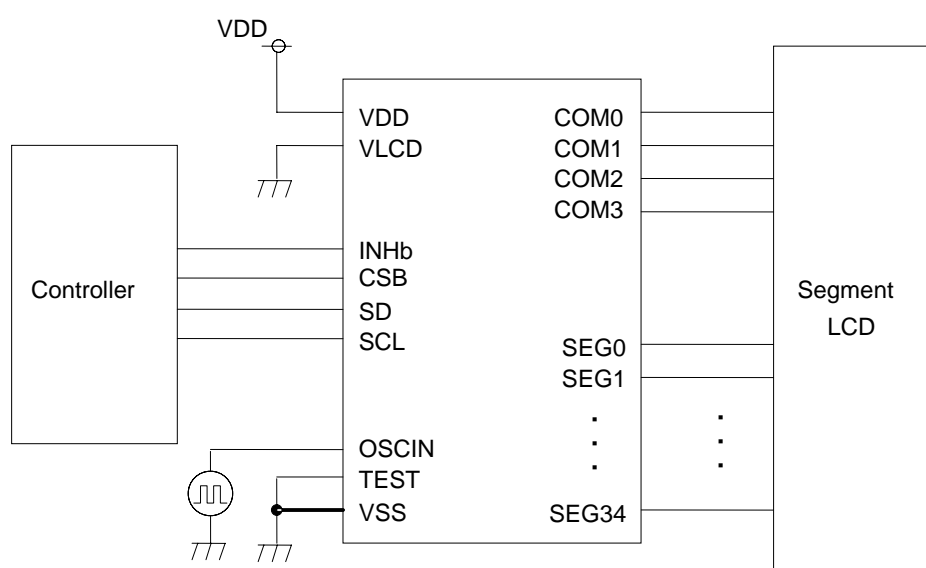 VDD
VDD
VLCD
INHb
CSB
SD
SCL
OSCIN
TEST
VSS
COM0
COM1
COM2
COM3
SEG0
SEG1
SEG34
Controller
Segment
LCD